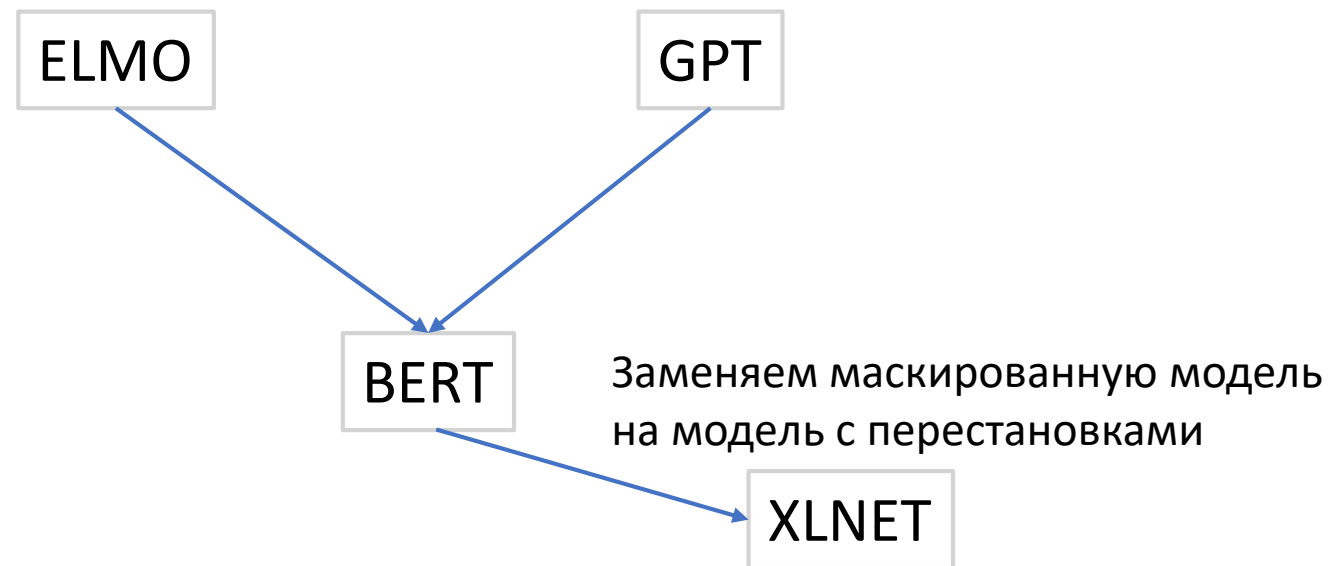 ELMO
GPT
BERT
Заменяем маскированную модель
на модель с перестановками
XLNET